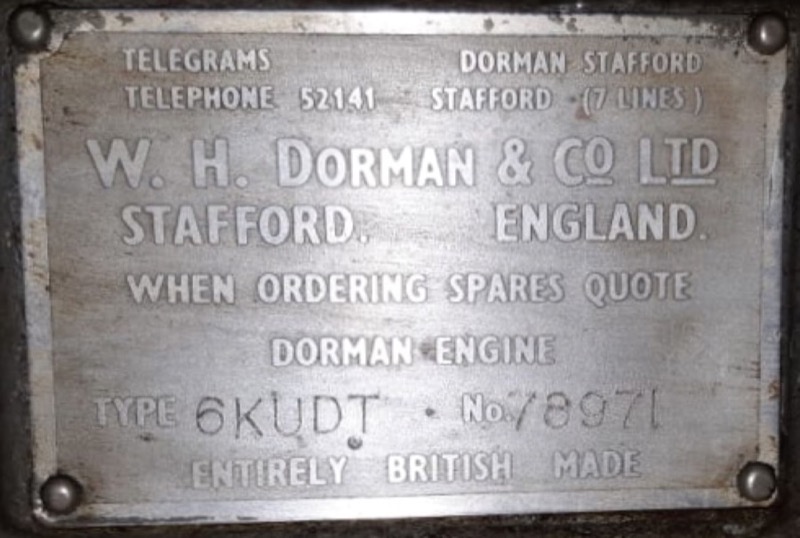 TELEGRAMS DORMAN STAFFORD
TELEPHONE 52141 STAFFORD (7 LINES)
W. H. DORMAN & CO LTD
STAFFORD. ENGLAND.
WHEN ORDERING SPARES QUOTE
DORMAN ENGINE
TYPE 6KUDT No. 78971
ENTIRELY BRITISH MADE